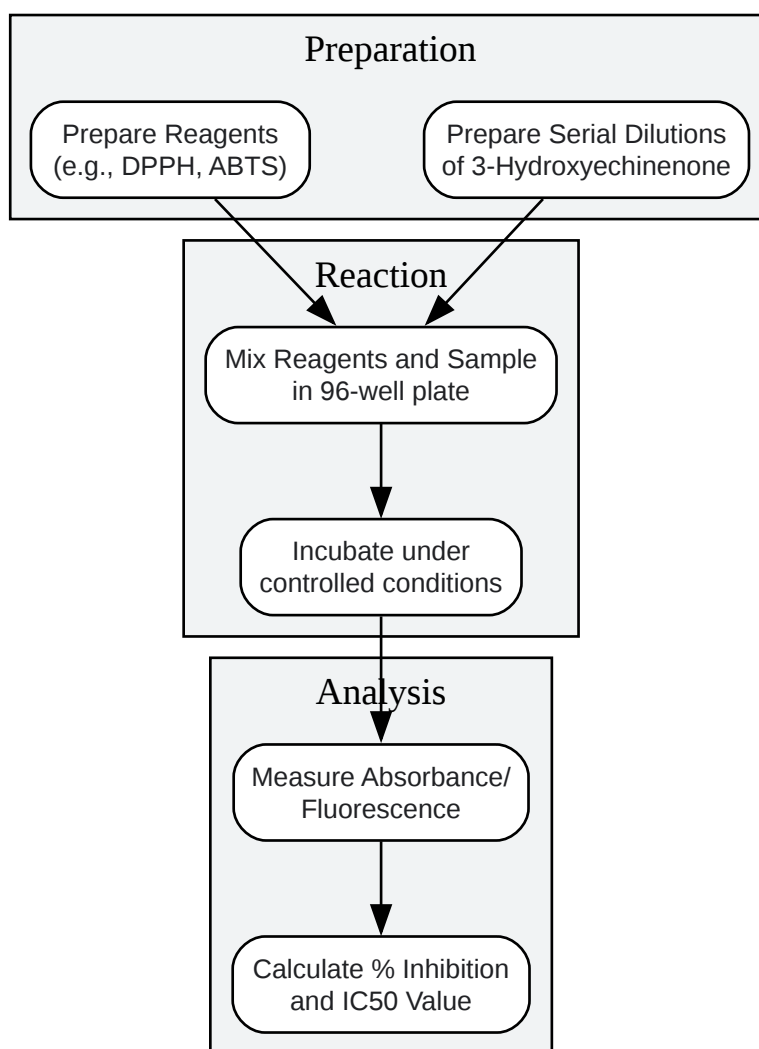 Preparation
Prepare Reagents
(e.g., DPPH, ABTS)
Prepare Serial Dilutions
of 3-Hydroxyechinenone
Reaction
Mix Reagents and Sample
in 96-well plate
Incubate under
controlled conditions
Analysis
Measure Absorbance/
Fluorescence
Calculate % Inhibition
and IC50 Value